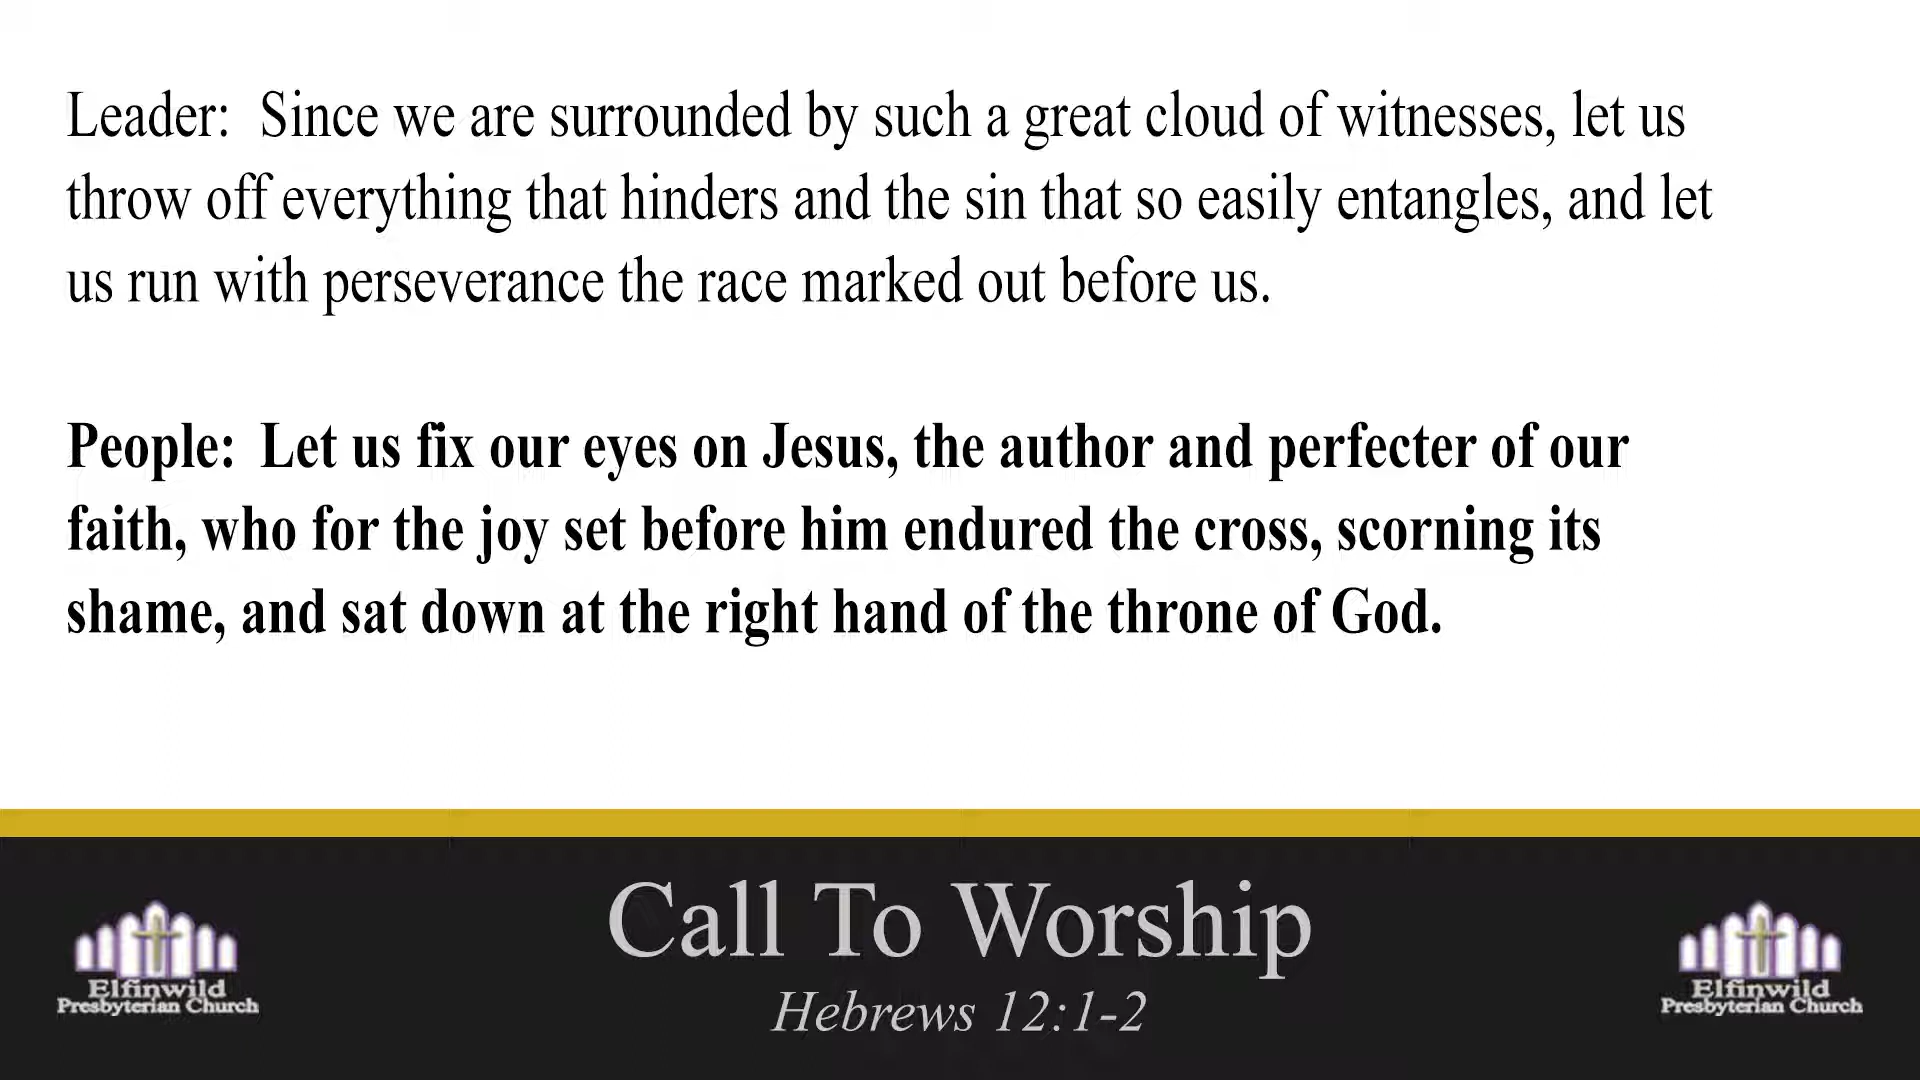 Leader:  Since we are surrounded by such a great cloud of witnesses, let us
throw off everything that hinders and the sin that so easily entangles, and let
us run with perseverance the race marked out before us.
People:  Let us fix our eyes on Jesus, the author and perfecter of our
faith, who for the joy set before him endured the cross, scorning its
shame, and sat down at the right hand of the throne of God.
Call To Worship
Hebrews 12:1-2
Elfinwild
Presbyterian Church
Elfinwild
Presbyterian Church